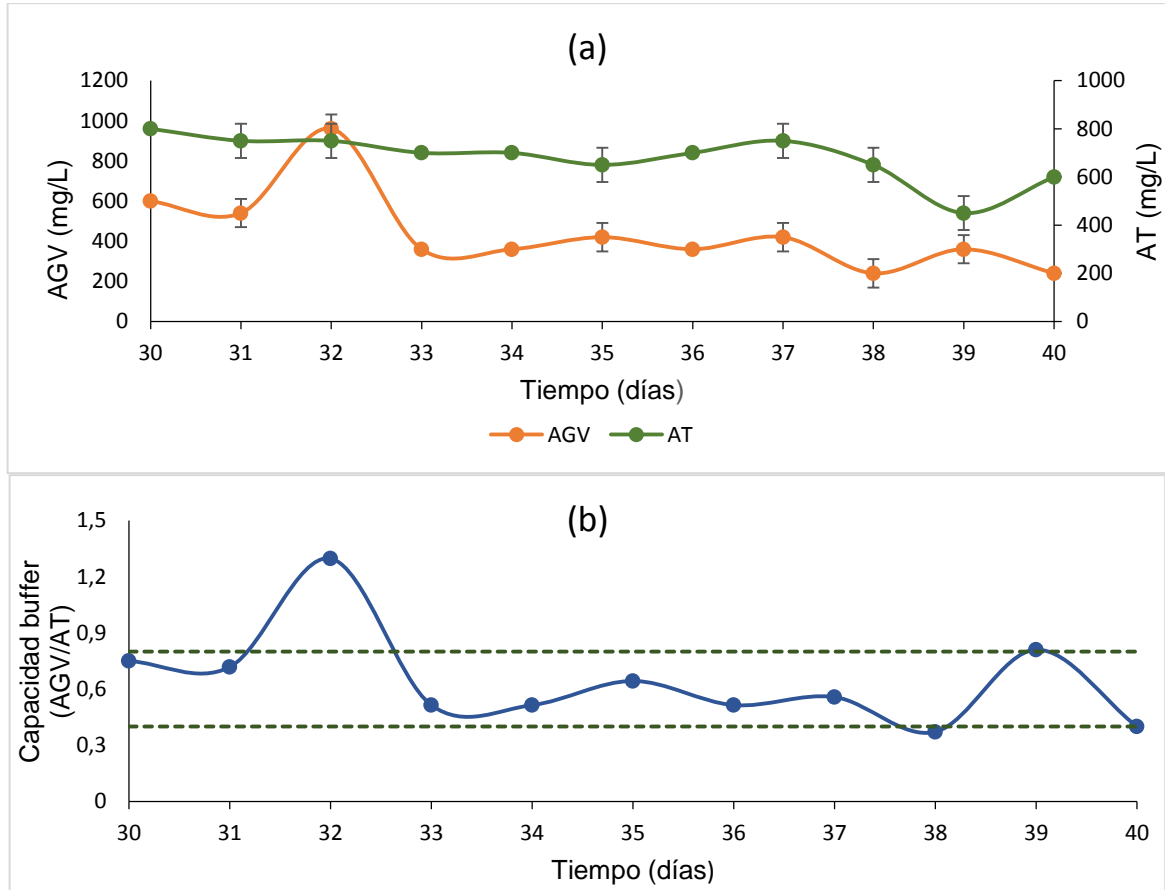 (a)
1200
1000
800
600
400
200
0
AGV (mg/L)
1000
800
600
400
200
0
AT (mg/L)
30 31 32 33 34 35 36 37 38 39 40
Tiempo (días)
AGV AT
(b)
1,5
1,2
0,9
0,6
0,3
0
Capacidad buffer
(AGV/AT)
30 31 32 33 34 35 36 37 38 39 40
Tiempo (días)